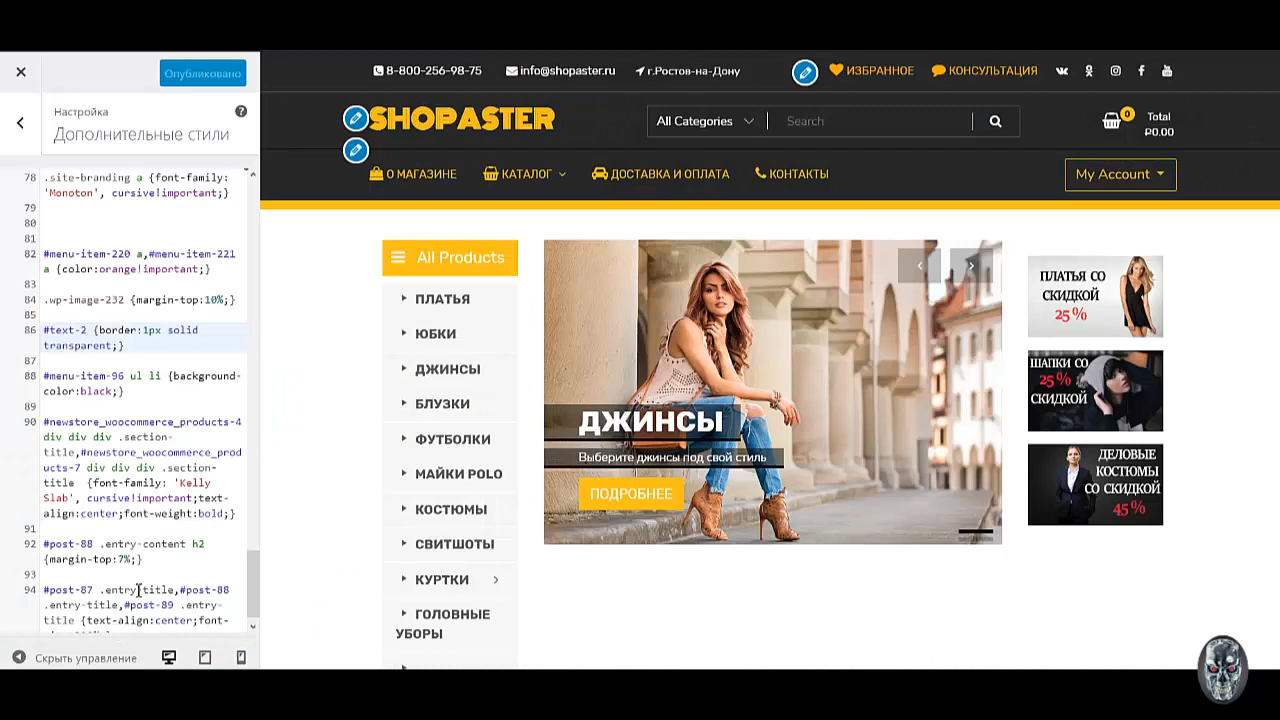 Опубликовано
Настройка
Дополнительные стили
78 .site-branding a {font-family:
'Monoton', cursive!important;}
79
80
81
82 #menu-item-220 a,#menu-item-221
a {color:orange!important;}
83
84 .wp-image-232 {margin-top:10%;}
85
86 #text-2 {border:1px solid
transparent;}
87
88 #menu-item-96 ul li {background-
color:black;}
89
90 #newstore_woocommerce_products-4
div div div .section-
title,#newstore_woocommerce_prod
ucts-7 div div div .section-
title {font-family: 'Kelly
Slab', cursive!important;text-
align:center;font-weight:bold;}
91
92 #post-88 .entry-content h2
{margin-top:7%;}
93
94 #post-87 .entry-title,#post-88
.entry-title,#post-89 .entry-
title {text-align:center;font-
Скрыть управление
8-800-256-98-75 info@shopaster.ru г.Ростов-на-Дону ИЗБРАННОЕ КОНСУЛЬТАЦИЯ
SHOPASTER
All Categories Search
0
Total
₽0.00
О МАГАЗИНЕ КАТАЛОГ ДОСТАВКА И ОПЛАТА КОНТАКТЫ My Account
All Products
ПЛАТЬЯ
ЮБКИ
ДЖИНСЫ
БЛУЗКИ
ФУТБОЛКИ
МАЙКИ POLO
КОСТЮМЫ
СВИТШОТЫ
КУРТКИ
ГОЛОВНЫЕ
УБОРЫ
ДЖИНСЫ
Выберите джинсы под свой стиль
ПОДРОБНЕЕ
ПЛАТЬЯ СО
СКИДКОЙ
25%
ШАПКИ СО
25%
СКИДКОЙ
ДЕЛОВЫЕ
КОСТЮМЫ
СО СКИДКОЙ
45%